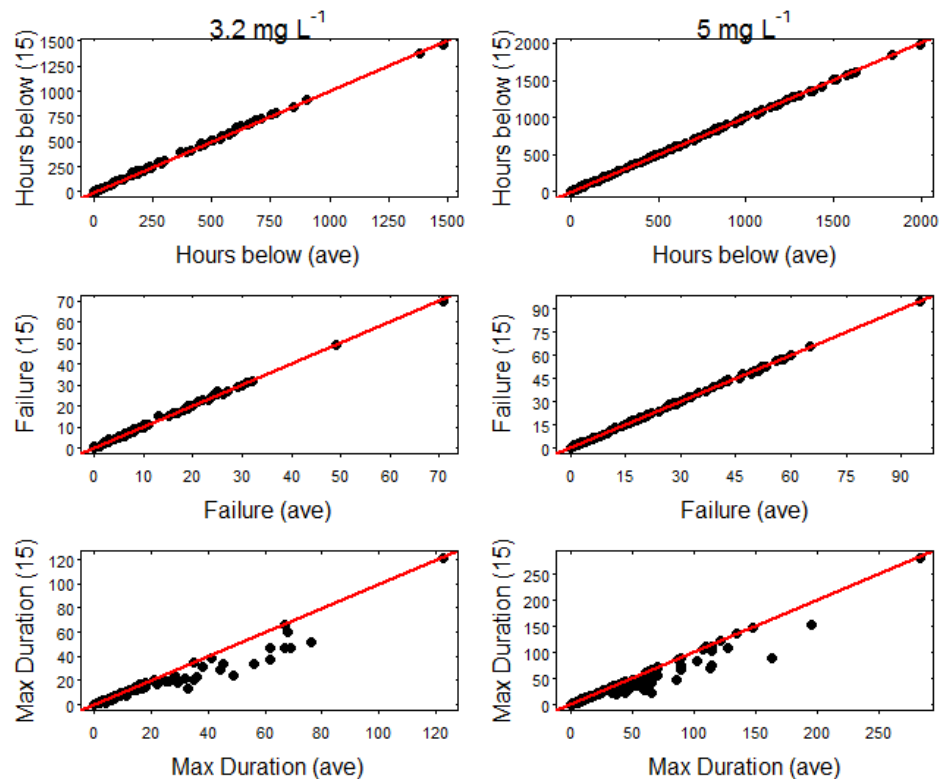 3.2 mg L⁻¹
5 mg L⁻¹
Hours below (15)
1500
1250
1000
750
500
250
0
0 250 500 750 1000 1250 1500
Hours below (ave)
Hours below (15)
2000
1500
1000
500
0
0 500 1000 1500 2000
Hours below (ave)
Failure (15)
70
60
50
40
30
20
10
0
0 10 20 30 40 50 60 70
Failure (ave)
Failure (15)
90
75
60
45
30
15
0
0 15 30 45 60 75 90
Failure (ave)
Max Duration (15)
120
100
80
60
40
20
0
0 20 40 60 80 100 120
Max Duration (ave)
Max Duration (15)
250
200
150
100
50
0
0 50 100 150 200 250
Max Duration (ave)